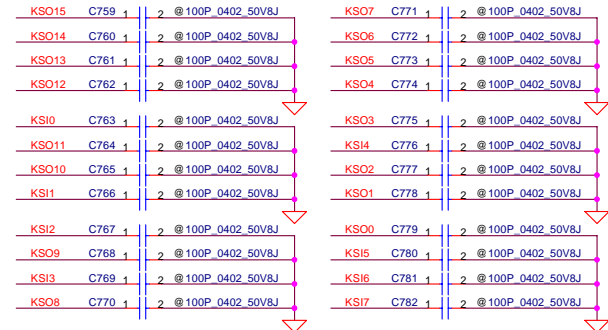 KSO15 C759 1 2 @100P_0402_50V8J
KSO14 C760 1 2 @100P_0402_50V8J
KSO13 C761 1 2 @100P_0402_50V8J
KSO12 C762 1 2 @100P_0402_50V8J
KSI0 C763 1 2 @100P_0402_50V8J
KSO11 C764 1 2 @100P_0402_50V8J
KSO10 C765 1 2 @100P_0402_50V8J
KSI1 C766 1 2 @100P_0402_50V8J
KSI2 C767 1 2 @100P_0402_50V8J
KSO9 C768 1 2 @100P_0402_50V8J
KSI3 C769 1 2 @100P_0402_50V8J
KSO8 C770 1 2 @100P_0402_50V8J
KSO7 C771 1 2 @100P_0402_50V8J
KSO6 C772 1 2 @100P_0402_50V8J
KSO5 C773 1 2 @100P_0402_50V8J
KSO4 C774 1 2 @100P_0402_50V8J
KSO3 C775 1 2 @100P_0402_50V8J
KSI4 C776 1 2 @100P_0402_50V8J
KSO2 C777 1 2 @100P_0402_50V8J
KSO1 C778 1 2 @100P_0402_50V8J
KSO0 C779 1 2 @100P_0402_50V8J
KSI5 C780 1 2 @100P_0402_50V8J
KSI6 C781 1 2 @100P_0402_50V8J
KSI7 C782 1 2 @100P_0402_50V8J